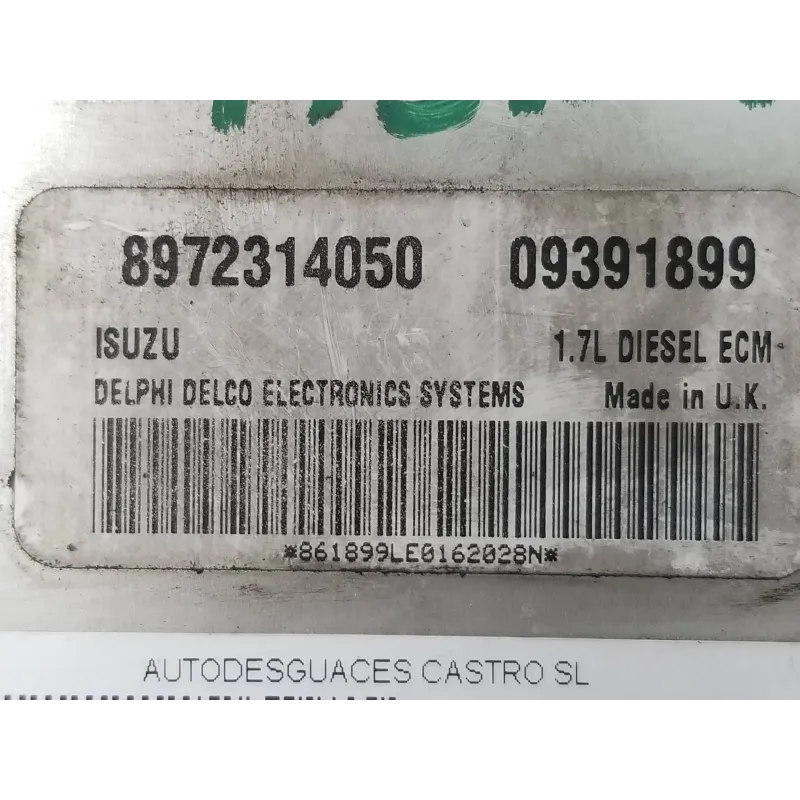 8972314050 09391899
ISUZU 1.7L DIESEL ECM
DELPHI DELCO ELECTRONICS SYSTEMS Made in U.K.
*861899LE0162028N*
AUTODESGUACES CASTRO SL